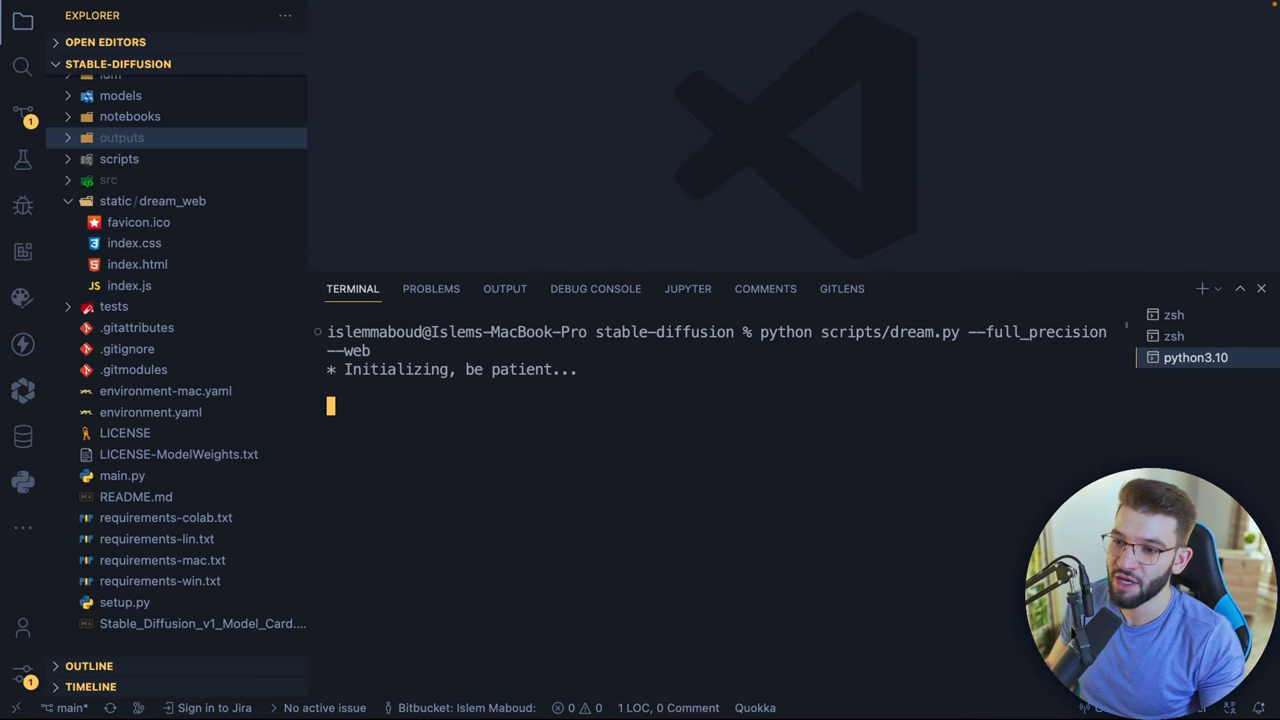 EXPLORER
OPEN EDITORS
STABLE-DIFFUSION
models
notebooks
outputs
scripts
src
static/dream_web
favicon.ico
index.css
index.html
JS index.js
tests
.gitattributes
.gitignore
.gitmodules
environment-mac.yaml
environment.yaml
LICENSE
LICENSE-ModelWeights.txt
main.py
README.md
requirements-colab.txt
requirements-lin.txt
requirements-mac.txt
requirements-win.txt
setup.py
Stable_Diffusion_v1_Model_Card....
OUTLINE
TIMELINE
1
1
TERMINAL PROBLEMS OUTPUT DEBUG CONSOLE JUPYTER COMMENTS GITLENS
islemmaboud@Islems-MacBook-Pro stable-diffusion % python scripts/dream.py --full_precision
--web
* Initializing, be patient...
zsh
zsh
python3.10
main* Sign in to Jira No active issue Bitbucket: Islem Maboud: 0 0 1 LOC, 0 Comment Quokka